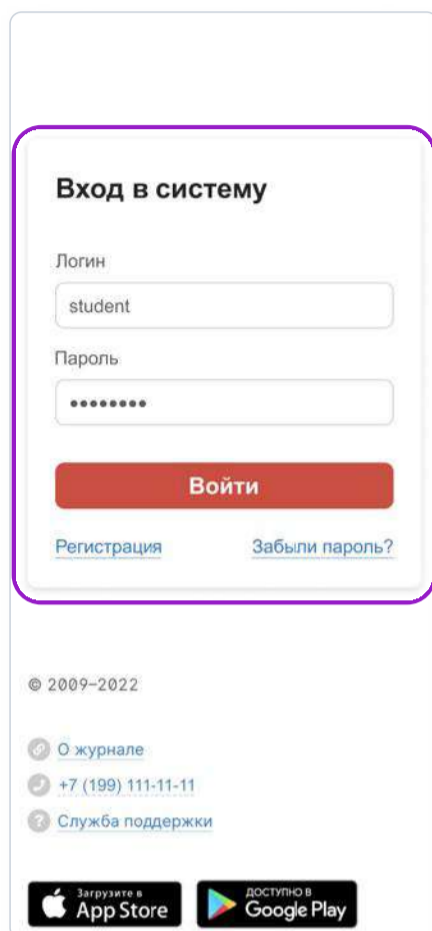 Вход в систему
Логин
student
Пароль
••••••••
Войти
Регистрация Забыли пароль?
© 2009–2022
О журнале
+7 (199) 111-11-11
Служба поддержки
Загрузите в
App Store
ДОСТУПНО В
Google Play